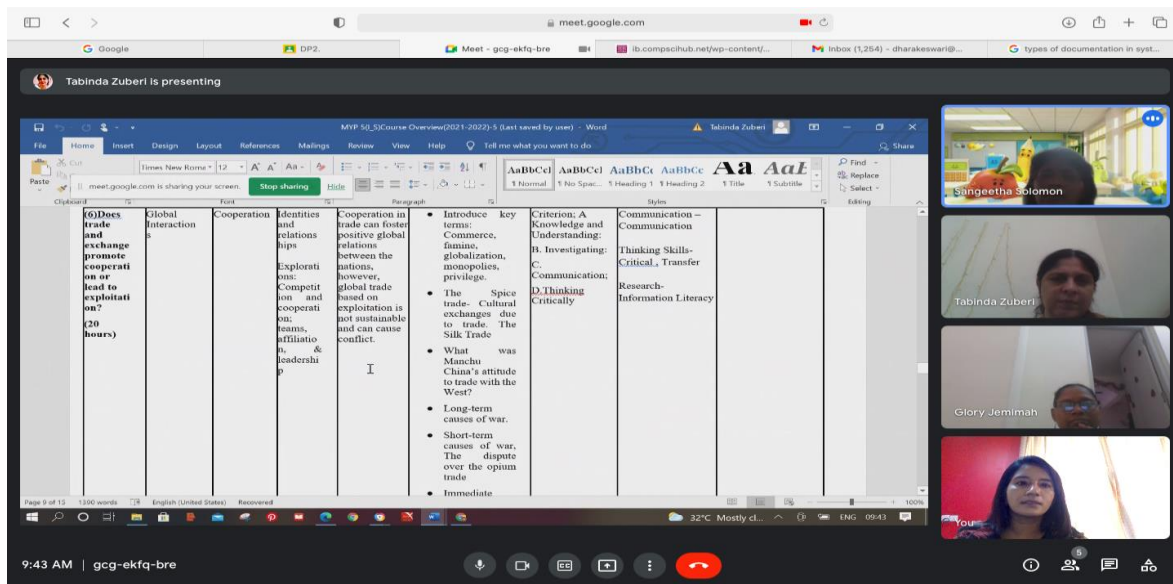 meet.google.com
Google
DP2.
Meet - gcg-ekfq-bre
ib.compscihub.net/wp-content/...
Inbox (1,254) - dharakeswari@...
types of documentation in syst...
Tabinda Zuberi is presenting
MYP 5(I_S)Course Overview(2021-2022)-5 (Last saved by user) - Word
Tabinda Zuberi
File Home Insert Design Layout References Mailings Review View Help Tell me what you want to do
Share
Paste
Cut
Times New Roma 12
meet.google.com is sharing your screen.
Stop sharing
Hide
AaBbCcI AaBbCcI AaBbCc AaBbCc Aa AaB
¶ Normal ¶ No Spac... ¶ Heading 1 ¶ Heading 2 ¶ Title ¶ Subtitle
Find
Replace
Select
Clipboard Font Paragraph Styles Editing
(6)Does
trade
and
exchange
promote
cooperati
on or
lead to
exploitati
on?
(20
hours)
Global
Interaction
s
Cooperation
Identities
and
relations
hips
Explorati
ons:
Competit
ion and
cooperati
on;
teams,
affiliatio
n, &
leadershi
p
Cooperation in
trade can foster
positive global
relations
between the
nations,
however,
global trade
based on
exploitation is
not sustainable
and can cause
conflict.
• Introduce key
terms:
Commerce,
famine,
globalization,
monopolies,
privilege.
• The Spice
trade- Cultural
exchanges due
to trade. The
Silk Trade
• What was
Manchu
China's attitude
to trade with the
West?
• Long-term
causes of war.
• Short-term
causes of war,
The dispute
over the opium
trade
• Immediate
Criterion; A
Knowledge and
Understanding:
B. Investigating:
C.
Communication;
D.Thinking
Critically
Communication –
Communication
Thinking Skills-
Critical , Transfer
Research-
Information Literacy
Page 9 of 15 1390 words English (United States) Recovered
100%
32°C Mostly cl... ENG 09:43
Sangeetha Solomon
Tabinda Zuberi
Glory Jemimah
You
9:43 AM | gcg-ekfq-bre
5